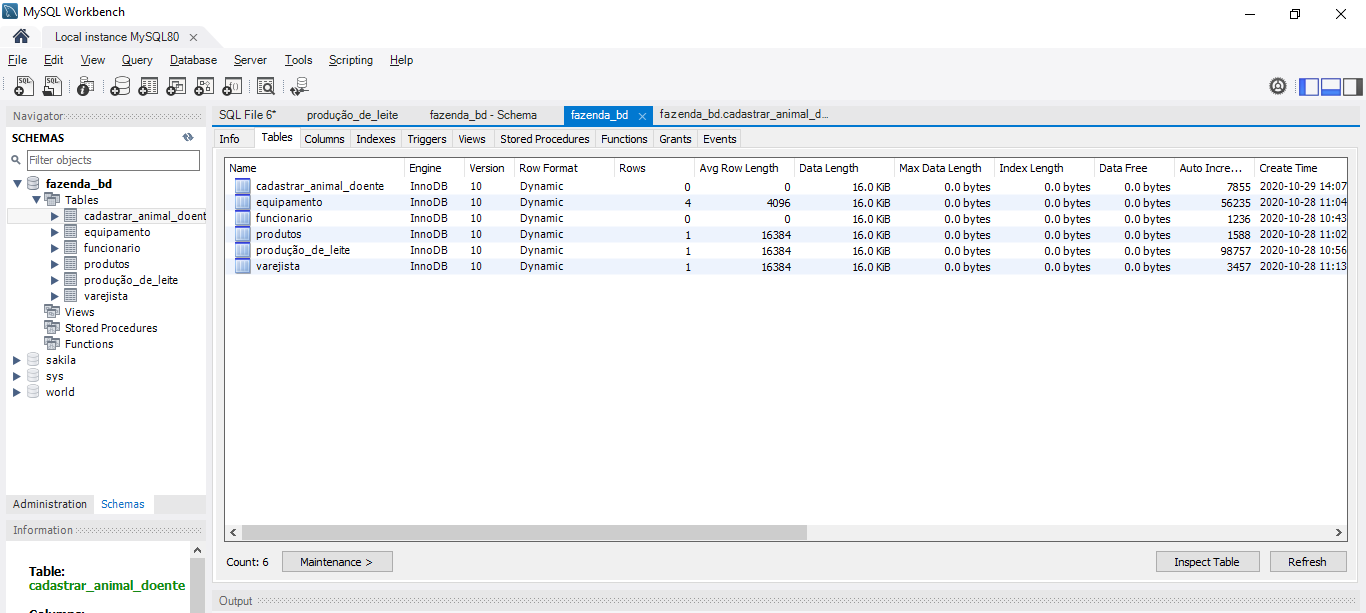 MySQL Workbench
Local instance MySQL80
File Edit View Query Database Server Tools Scripting Help
Navigator
SCHEMAS
Filter objects
fazenda_bd
Tables
cadastrar_animal_doent
equipamento
funcionario
produtos
produção_de_leite
varejista
Views
Stored Procedures
Functions
sakila
sys
world
Administration Schemas
Information
Table:
cadastrar_animal_doente
SQL File 6* produção_de_leite fazenda_bd - Schema fazenda_bd fazenda_bd.cadastrar_animal_d...
Info Tables Columns Indexes Triggers Views Stored Procedures Functions Grants Events
Name Engine Version Row Format Rows Avg Row Length Data Length Max Data Length Index Length Data Free Auto Incre... Create Time
cadastrar_animal_doente InnoDB 10 Dynamic 0 0 16.0 KiB 0.0 bytes 0.0 bytes 0.0 bytes 7855 2020-10-29 14:07
equipamento InnoDB 10 Dynamic 4 4096 16.0 KiB 0.0 bytes 0.0 bytes 0.0 bytes 56235 2020-10-28 11:04
funcionario InnoDB 10 Dynamic 0 0 16.0 KiB 0.0 bytes 0.0 bytes 0.0 bytes 1236 2020-10-28 10:43
produtos InnoDB 10 Dynamic 1 16384 16.0 KiB 0.0 bytes 0.0 bytes 0.0 bytes 1588 2020-10-28 11:02
produção_de_leite InnoDB 10 Dynamic 1 16384 16.0 KiB 0.0 bytes 0.0 bytes 0.0 bytes 98757 2020-10-28 10:56
varejista InnoDB 10 Dynamic 1 16384 16.0 KiB 0.0 bytes 0.0 bytes 0.0 bytes 3457 2020-10-28 11:13
Count: 6 Maintenance > Inspect Table Refresh
Output